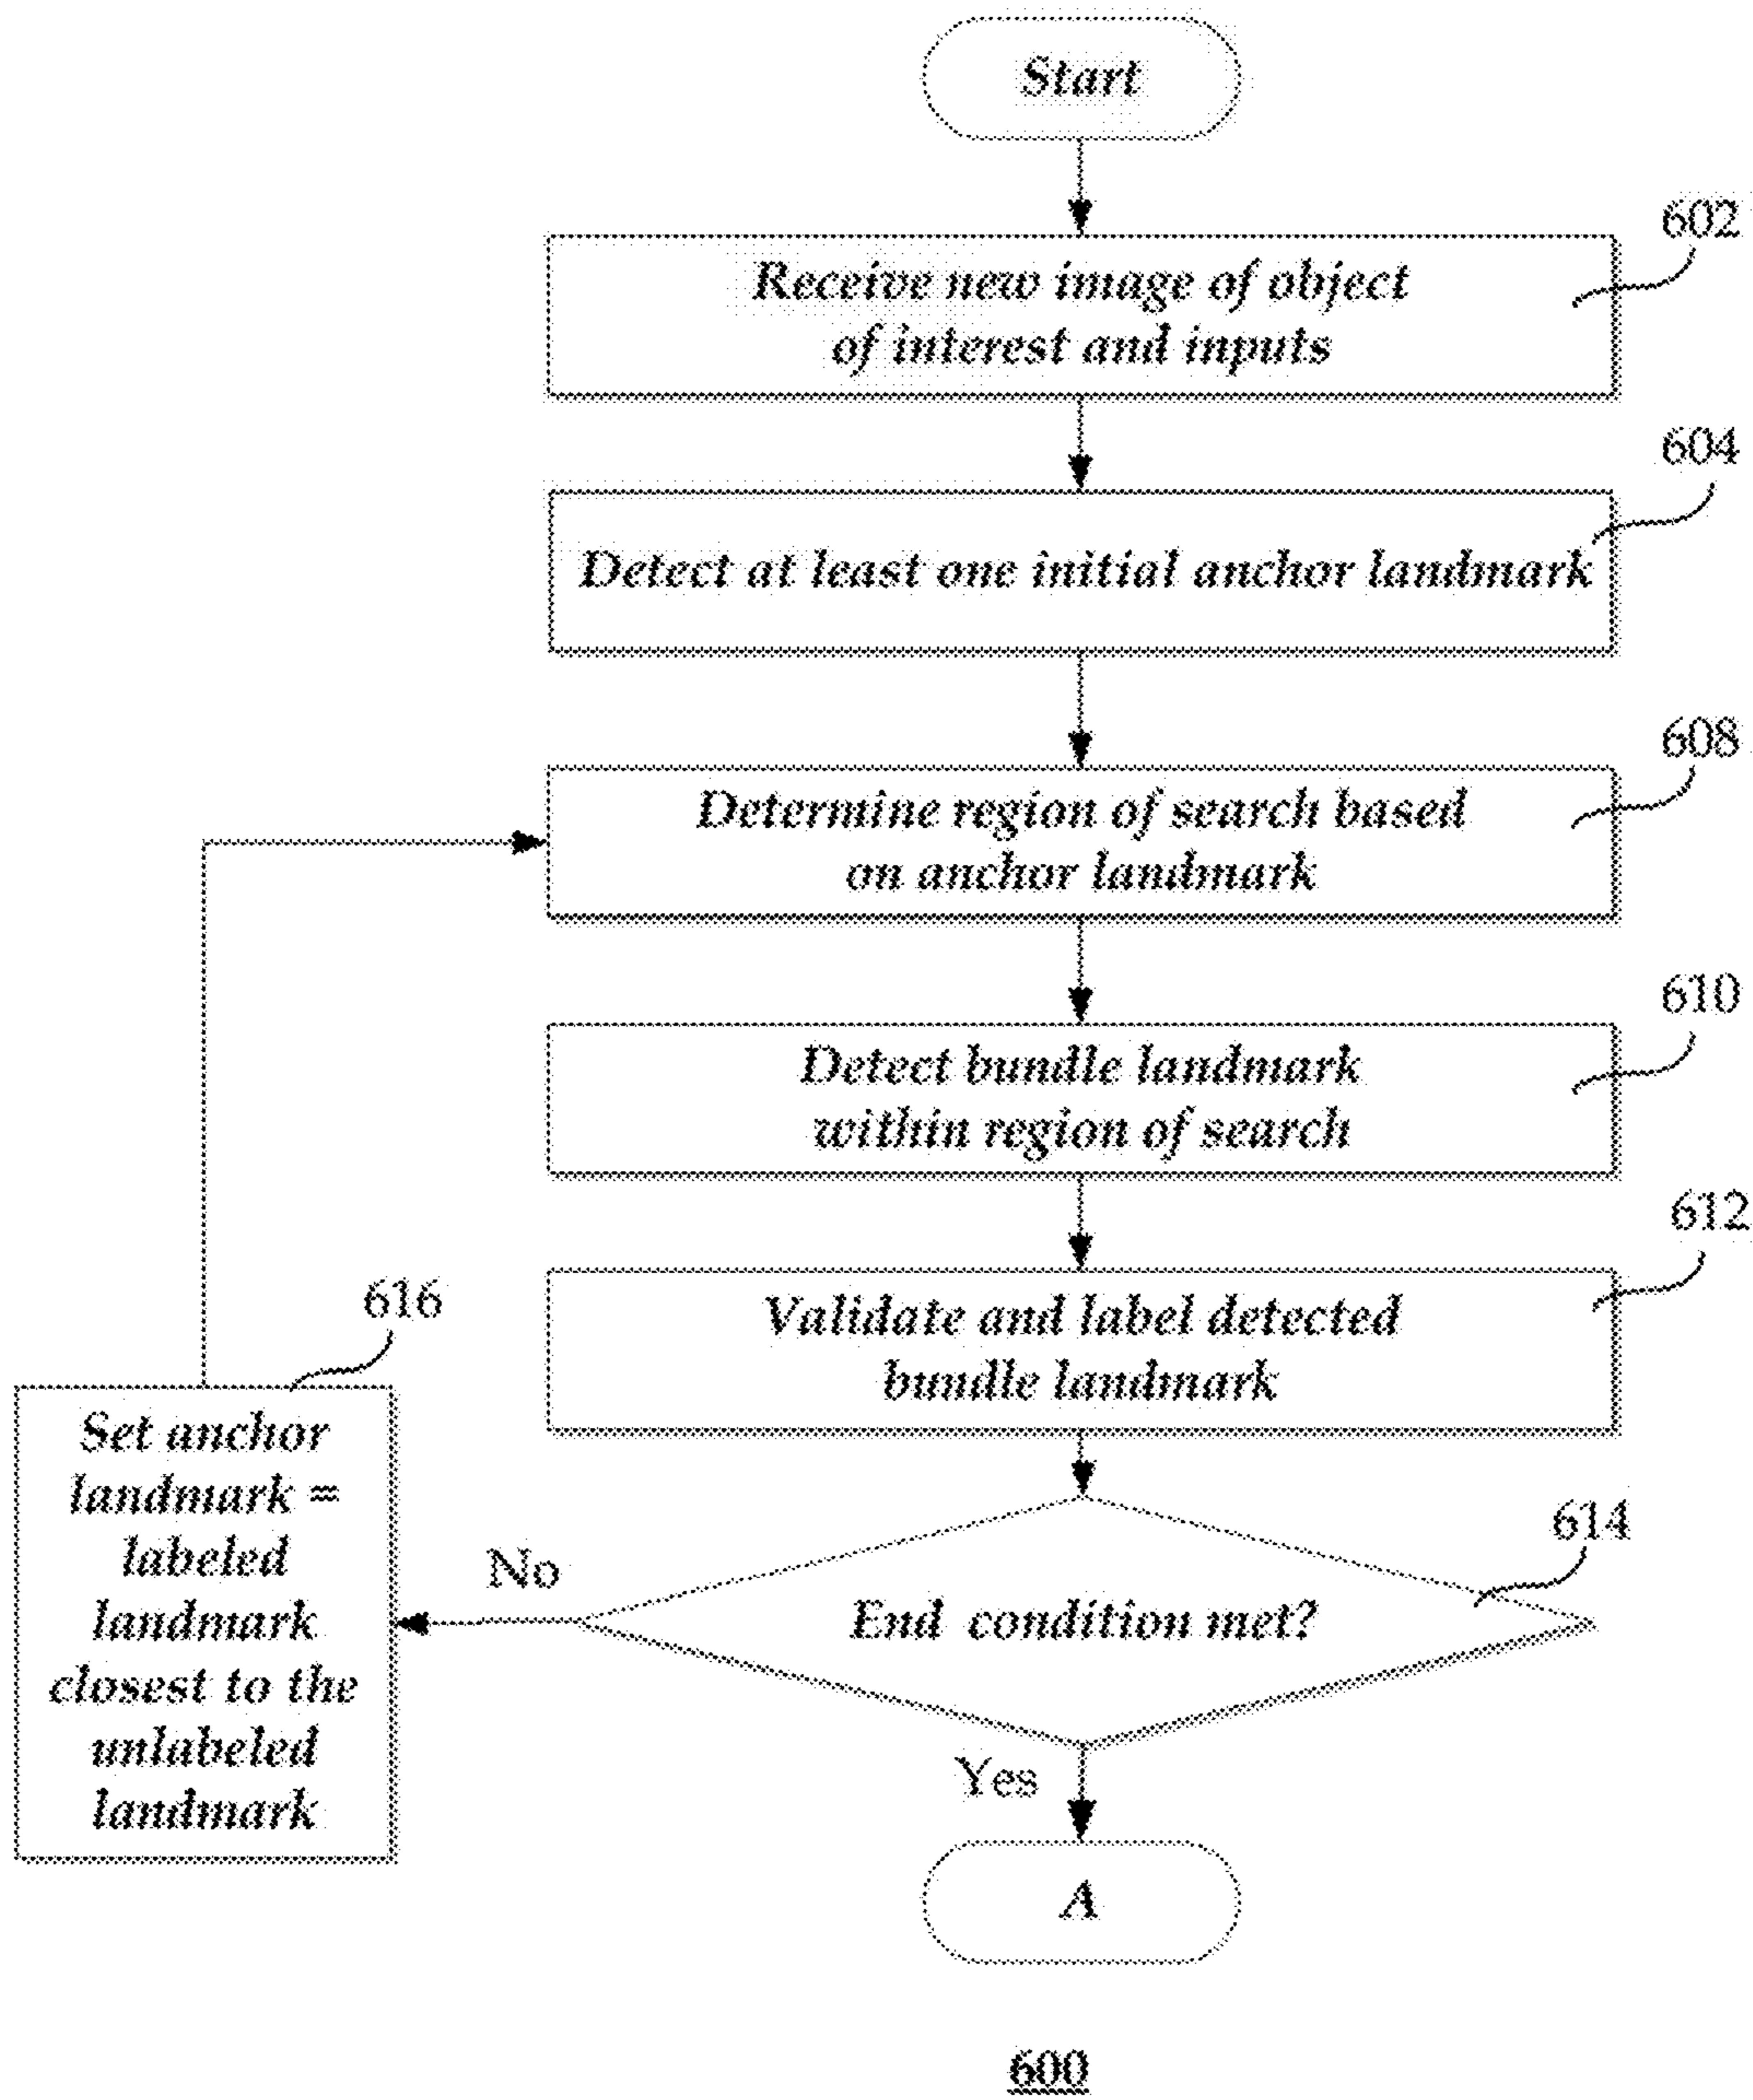 Start
602
Receive new image of object
of interest and inputs
604
Detect at least one initial anchor landmark
608
Determine region of search based
on anchor landmark
610
Detect bundle landmark
within region of search
612
Validate and label detected
bundle landmark
616
Set anchor
landmark =
labeled
landmark
closest to the
unlabeled
landmark
614
No
End condition met?
Yes
A
600